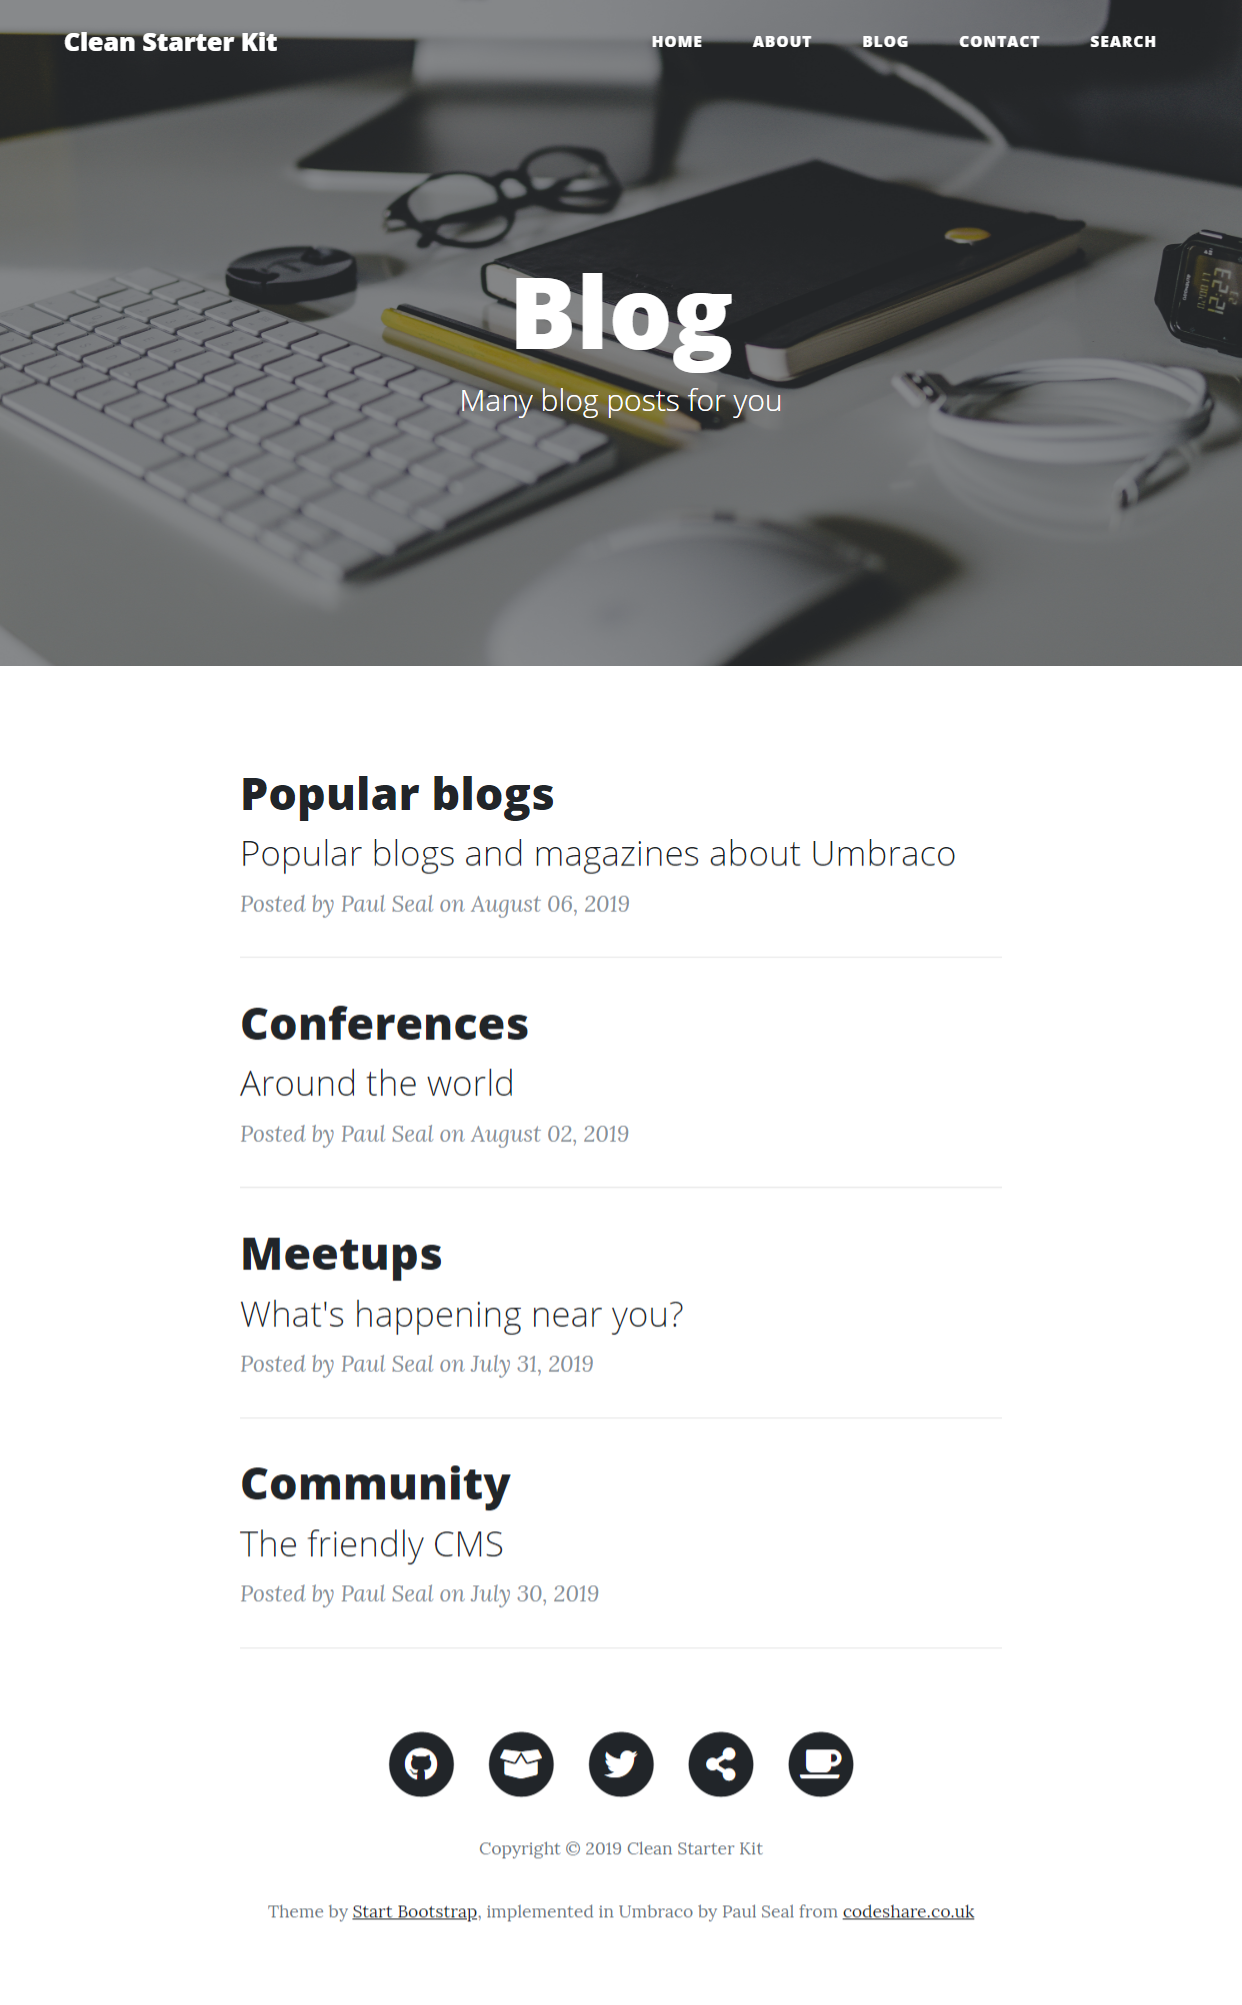 Clean Starter Kit
HOME ABOUT BLOG CONTACT SEARCH
Blog
Many blog posts for you
Popular blogs
Popular blogs and magazines about Umbraco
Posted by Paul Seal on August 06, 2019
Conferences
Around the world
Posted by Paul Seal on August 02, 2019
Meetups
What's happening near you?
Posted by Paul Seal on July 31, 2019
Community
The friendly CMS
Posted by Paul Seal on July 30, 2019
Copyright © 2019 Clean Starter Kit
Theme by Start Bootstrap, implemented in Umbraco by Paul Seal from codeshare.co.uk